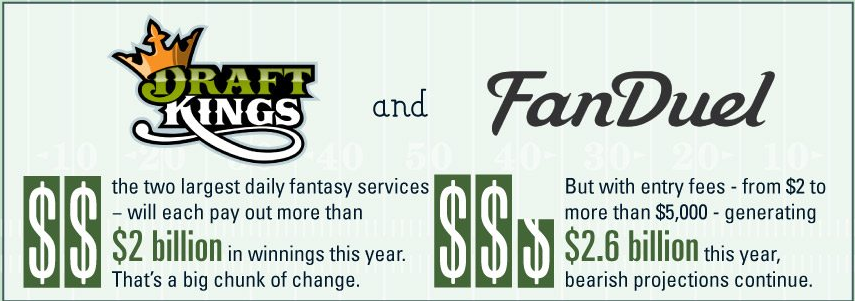 DRAFT
KINGS
and
FanDuel
-10 -20 40 50 40- 30- 20- 10-
$$
the two largest daily fantasy services
– will each pay out more than
$2 billion in winnings this year.
That's a big chunk of change.
$$$
But with entry fees - from $2 to
more than $5,000 - generating
$2.6 billion this year,
bearish projections continue.